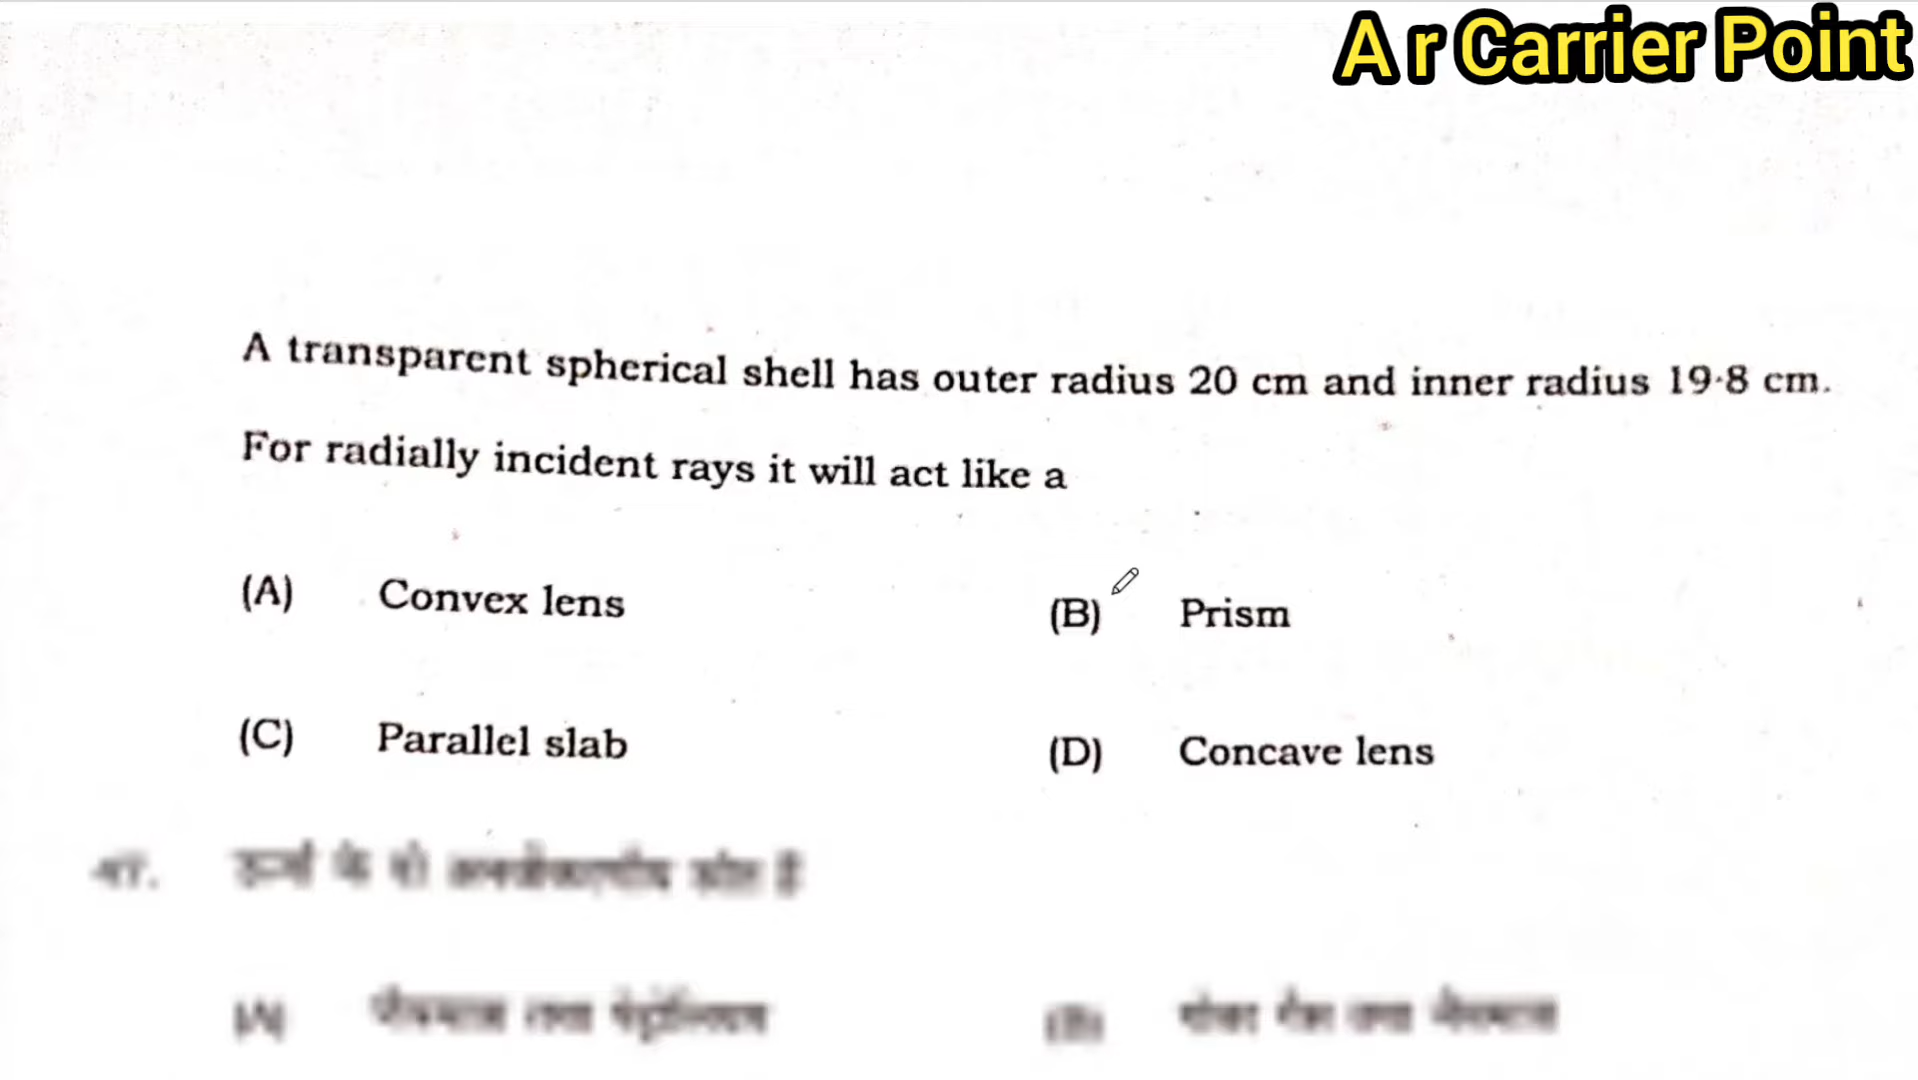 A r Carrier Point
A transparent spherical shell has outer radius 20 cm and inner radius 19·8 cm.
For radially incident rays it will act like a
(A) Convex lens (B) Prism
(C) Parallel slab (D) Concave lens
47.
(A) (B)